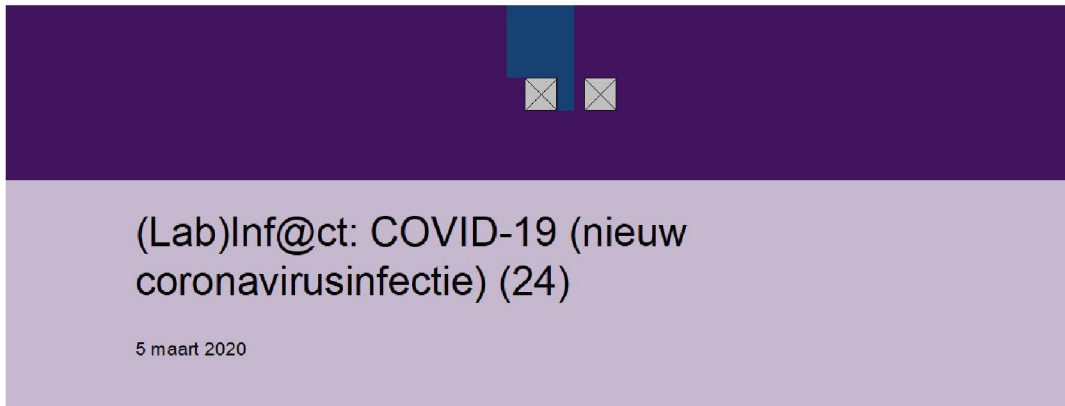 (Lab)Inf@ct: COVID-19 (nieuw
coronavirusinfectie) (24)
5 maart 2020